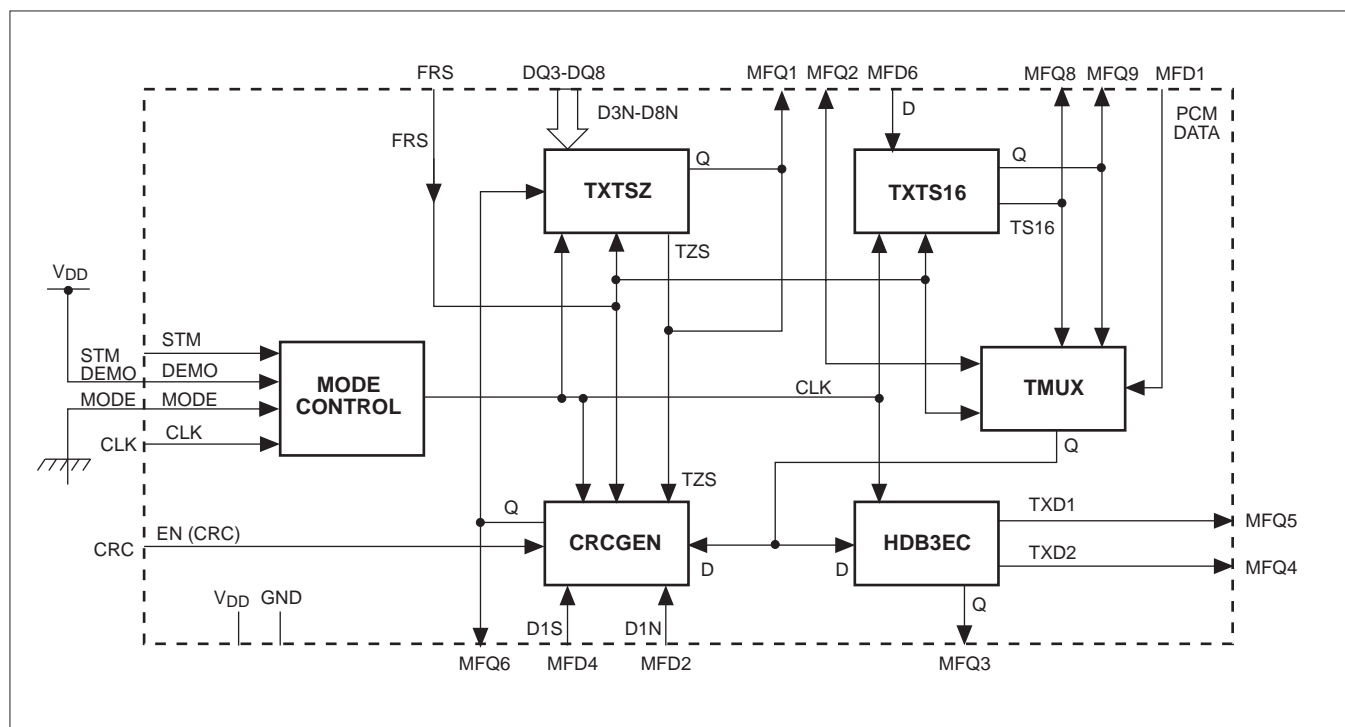 FRS DQ3-DQ8 MFQ1 MFQ2 MFD6 MFQ8 MFQ9 MFD1
D3N-D8N
D
PCM
DATA
FRS
Q
Q
TXTSZ
TXTS16
TZS
TS16
VDD
STM
STM
DEMO
DEMO
MODE
MODE
CLK
CLK
MODE
CONTROL
CLK
TMUX
Q
TZS
Q
TXD1
MFQ5
CRC
EN (CRC)
CRCGEN
HDB3EC
D
D
TXD2
MFQ4
VDD GND
D1S
D1N
Q
MFQ6 MFD4 MFD2 MFQ3